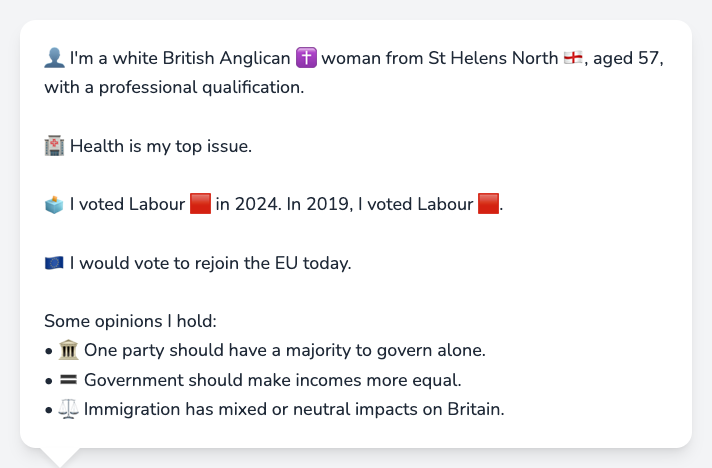 👤 I'm a white British Anglican ✝️ woman from St Helens North 🏴󠁧󠁢󠁥󠁮󠁧󠁿, aged 57,
with a professional qualification.
🏥 Health is my top issue.
🗳️ I voted Labour 🟥 in 2024. In 2019, I voted Labour 🟥.
🇪🇺 I would vote to rejoin the EU today.
Some opinions I hold:
• 🏛️ One party should have a majority to govern alone.
• 🟰 Government should make incomes more equal.
• ⚖️ Immigration has mixed or neutral impacts on Britain.